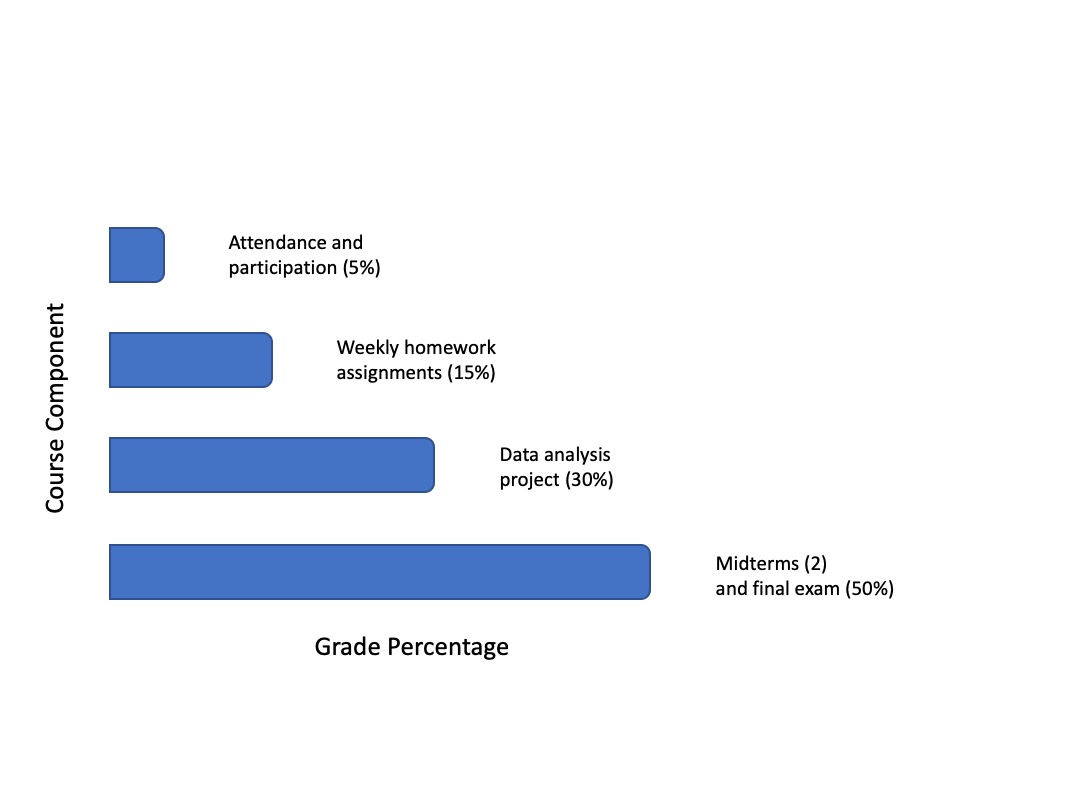 Attendance and
participation (5%)
Weekly homework
assignments (15%)
Data analysis
project (30%)
Midterms (2)
and final exam (50%)
Course Component
Grade Percentage